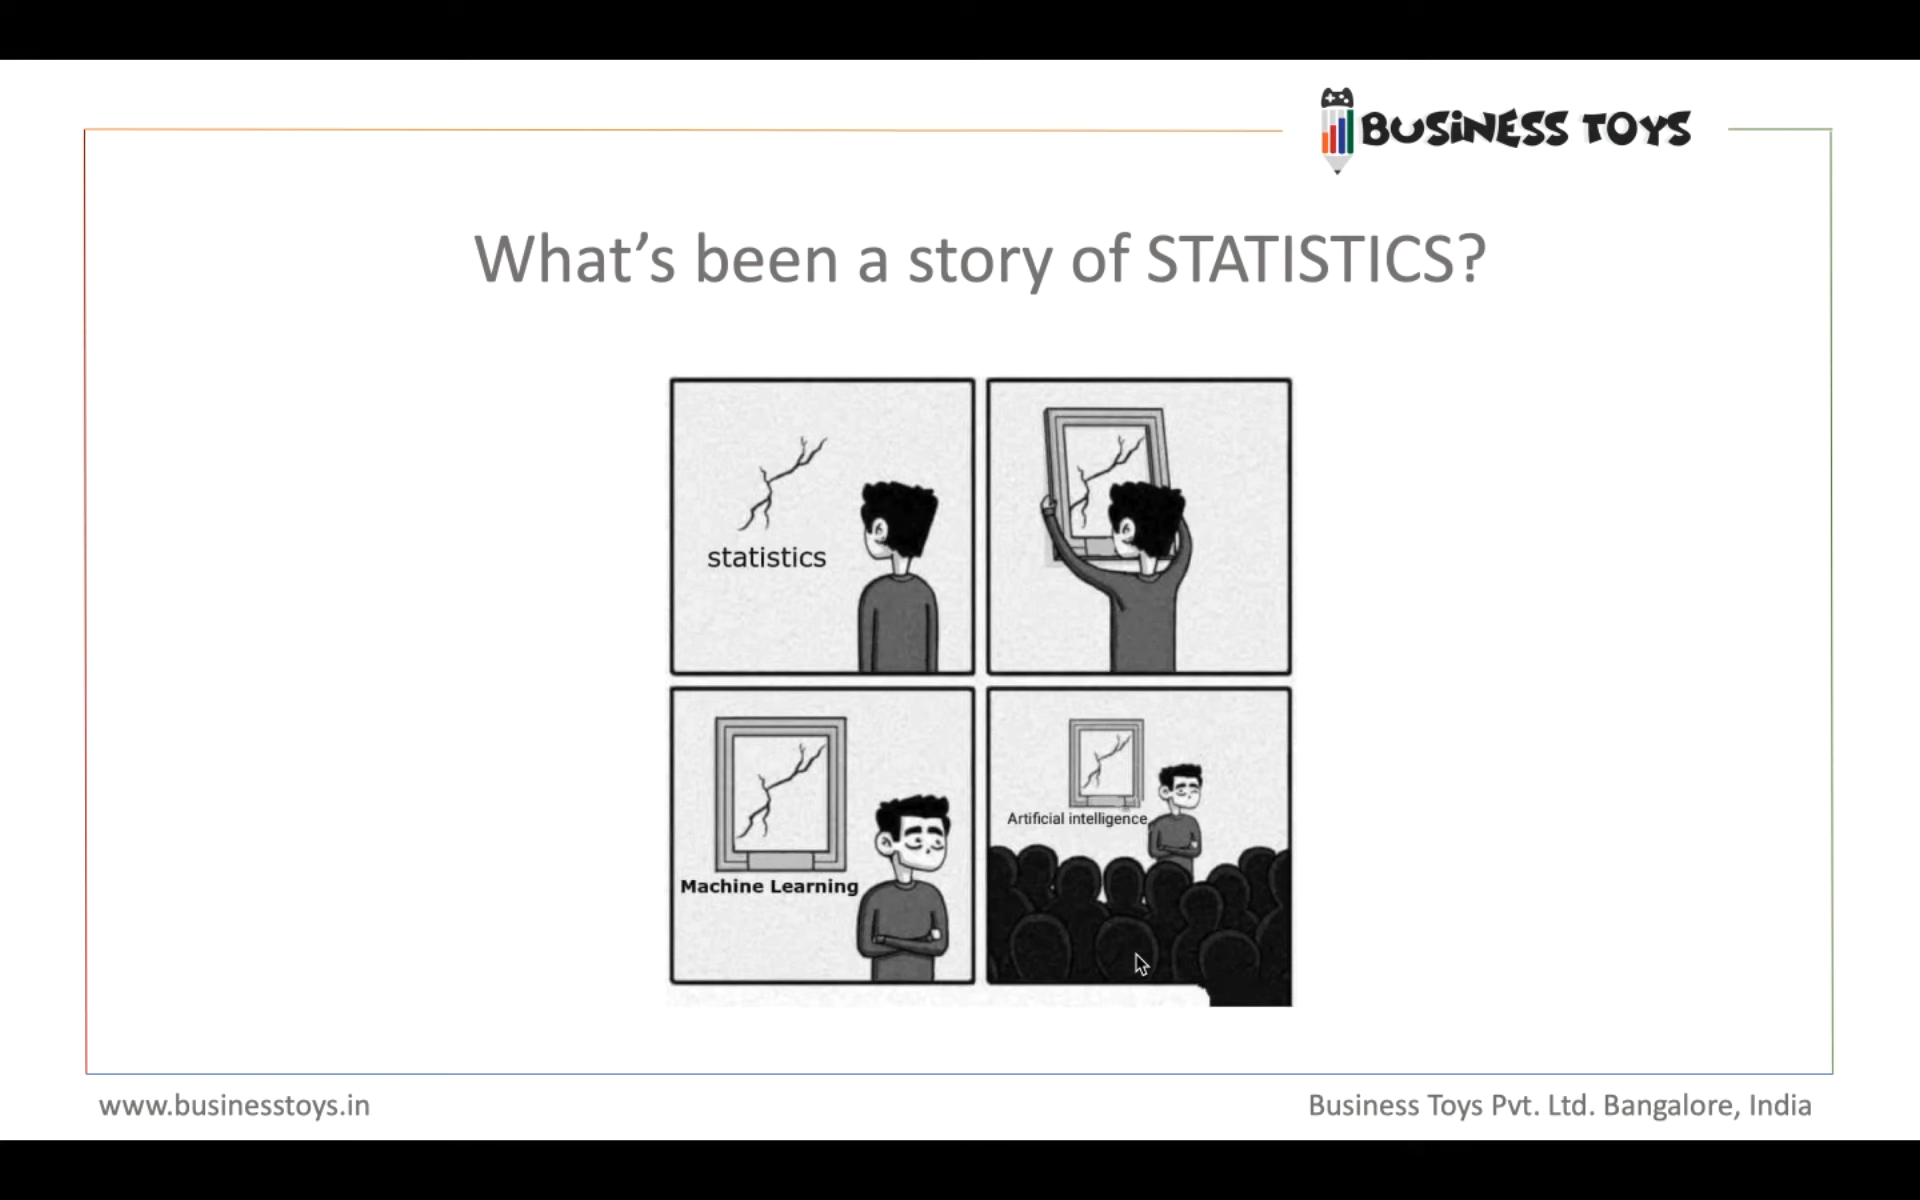 BUSINESS TOYS
What's been a story of STATISTICS?
statistics
Machine Learning
Artificial intelligence
www.businesstoys.in
Business Toys Pvt. Ltd. Bangalore, India